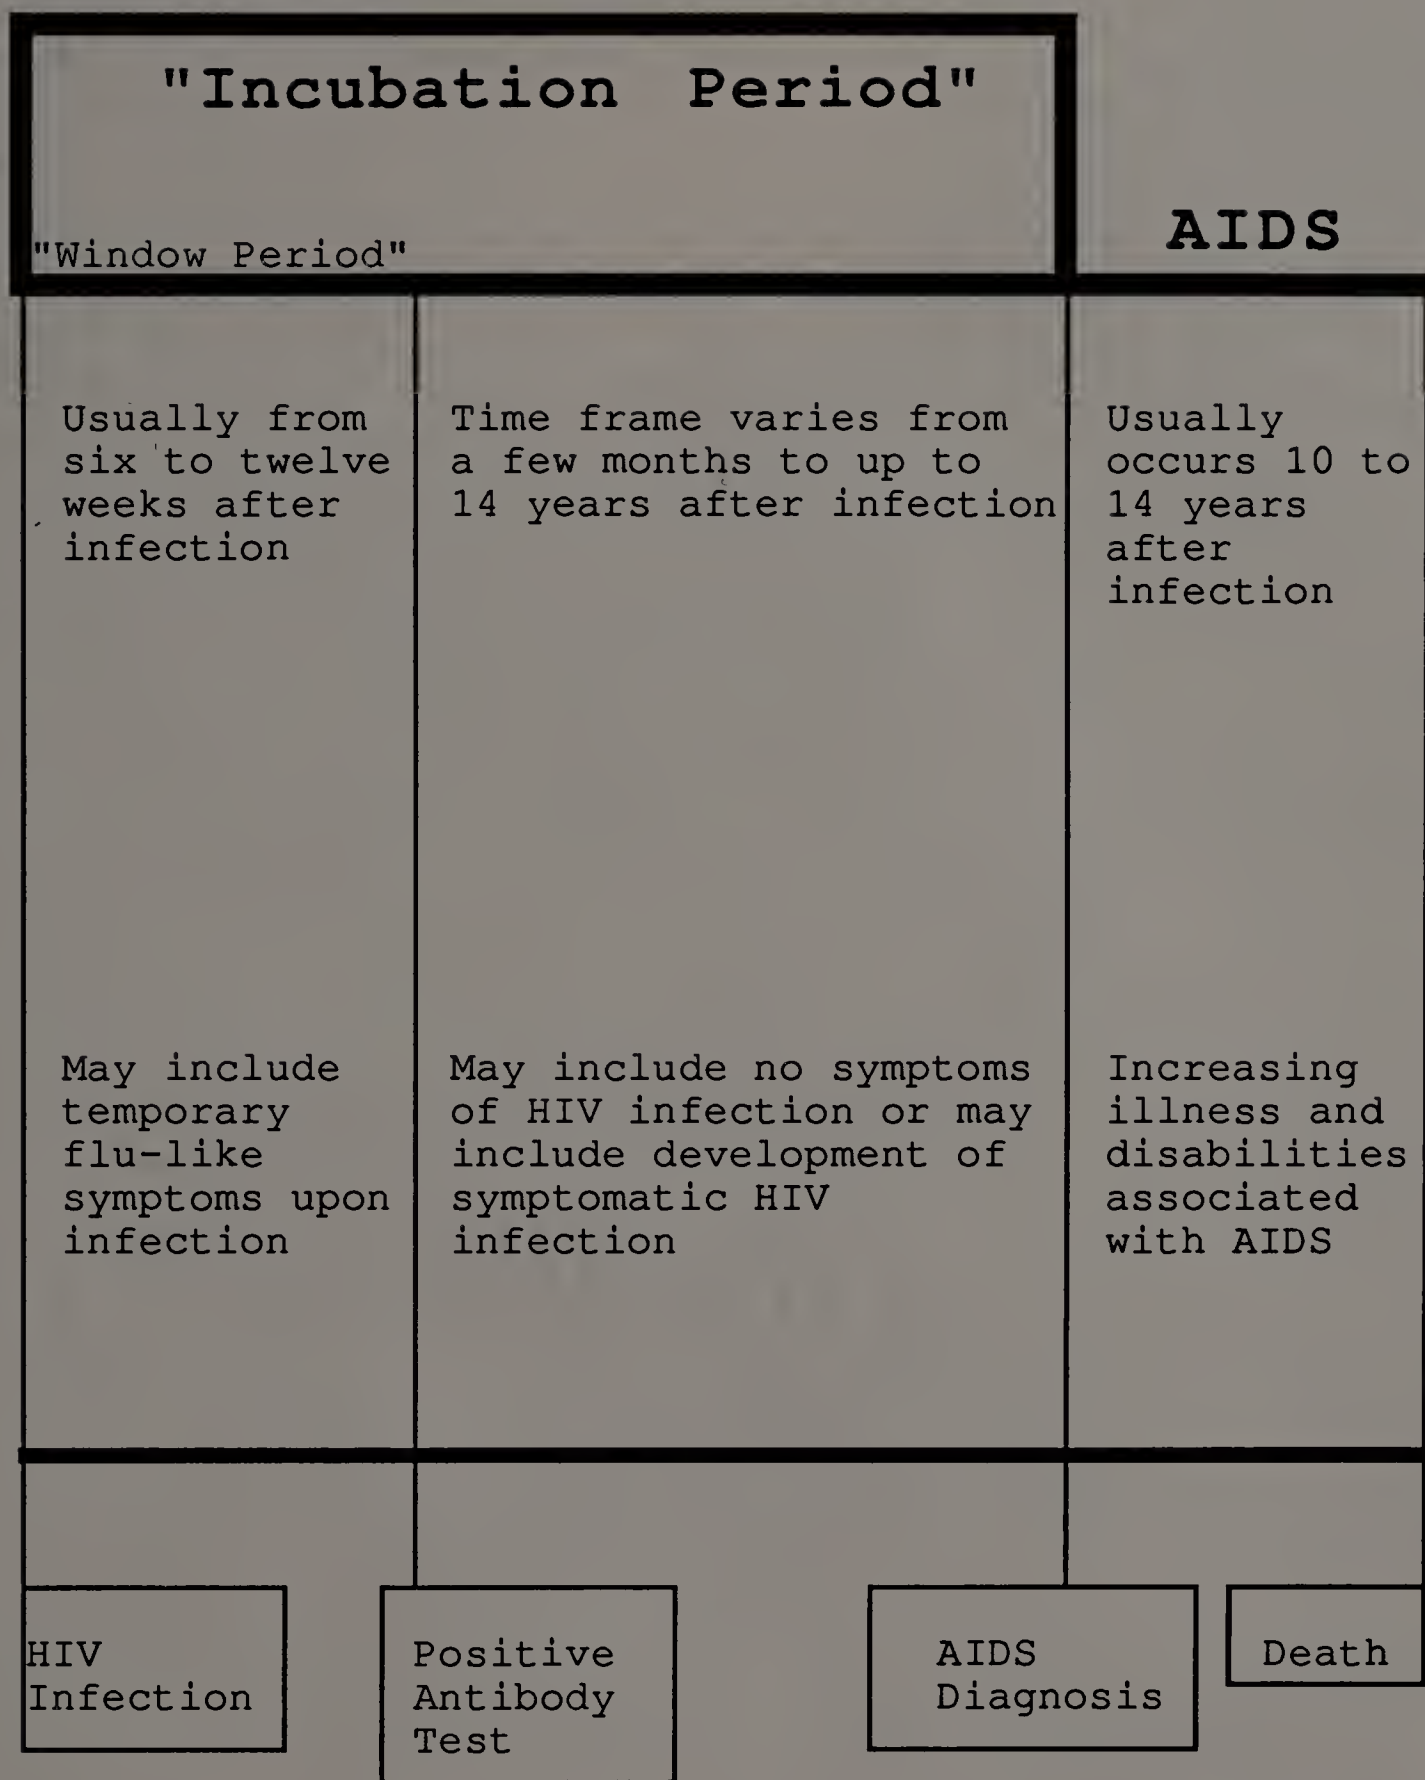 "Incubation Period"
"Window Period"
AIDS
Usually from
six to twelve
weeks after
infection
Time frame varies from
a few months to up to
14 years after infection
Usually
occurs 10 to
14 years
after
infection
May include
temporary
flu-like
symptoms upon
infection
May include no symptoms
of HIV infection or may
include development of
symptomatic HIV
infection
Increasing
illness and
disabilities
associated
with AIDS
HIV
Infection
Positive
Antibody
Test
AIDS
Diagnosis
Death